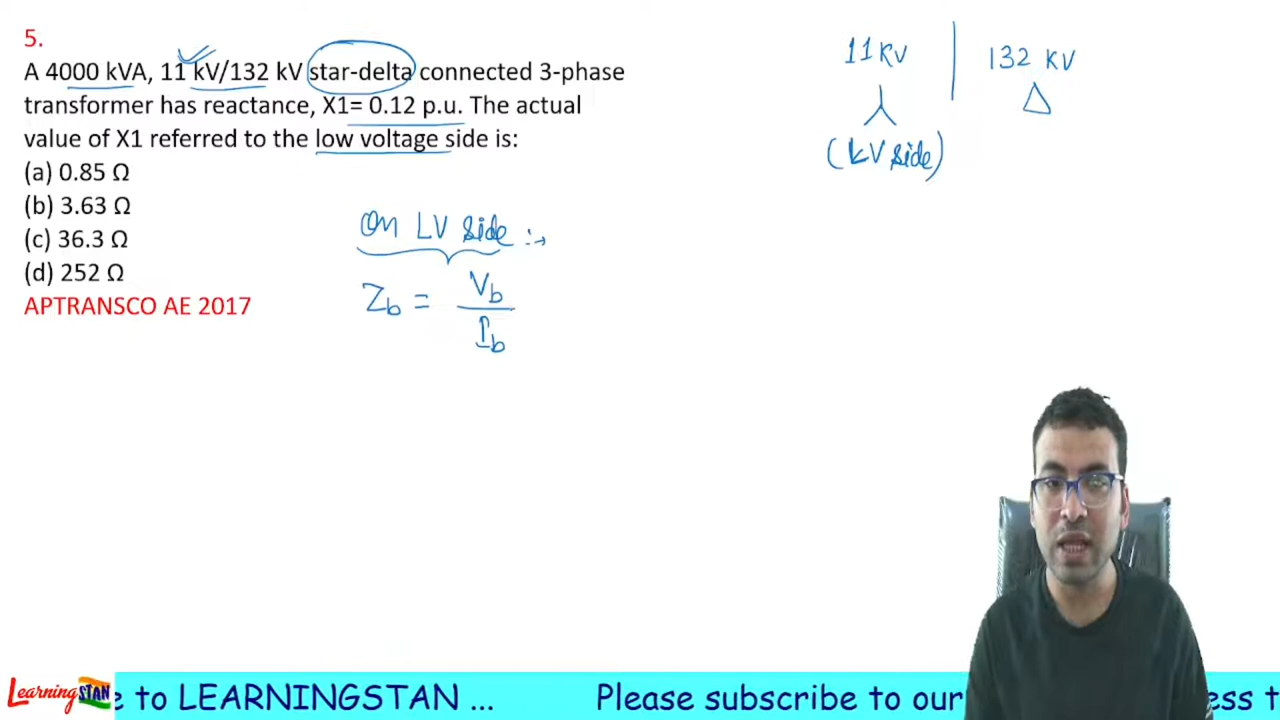 5.
A 4000 kVA, 11 kV/132 kV star-delta connected 3-phase
transformer has reactance, X1= 0.12 p.u. The actual
value of X1 referred to the low voltage side is:
(a) 0.85 Ω
(b) 3.63 Ω
(c) 36.3 Ω
(d) 252 Ω
APTRANSCO AE 2017
11 KV
132 KV
(kV side)
On LV side :→
Zb = Vb
Ib
LearningSTAN
e to LEARNINGSTAN ...
Please subscribe to our
ess t